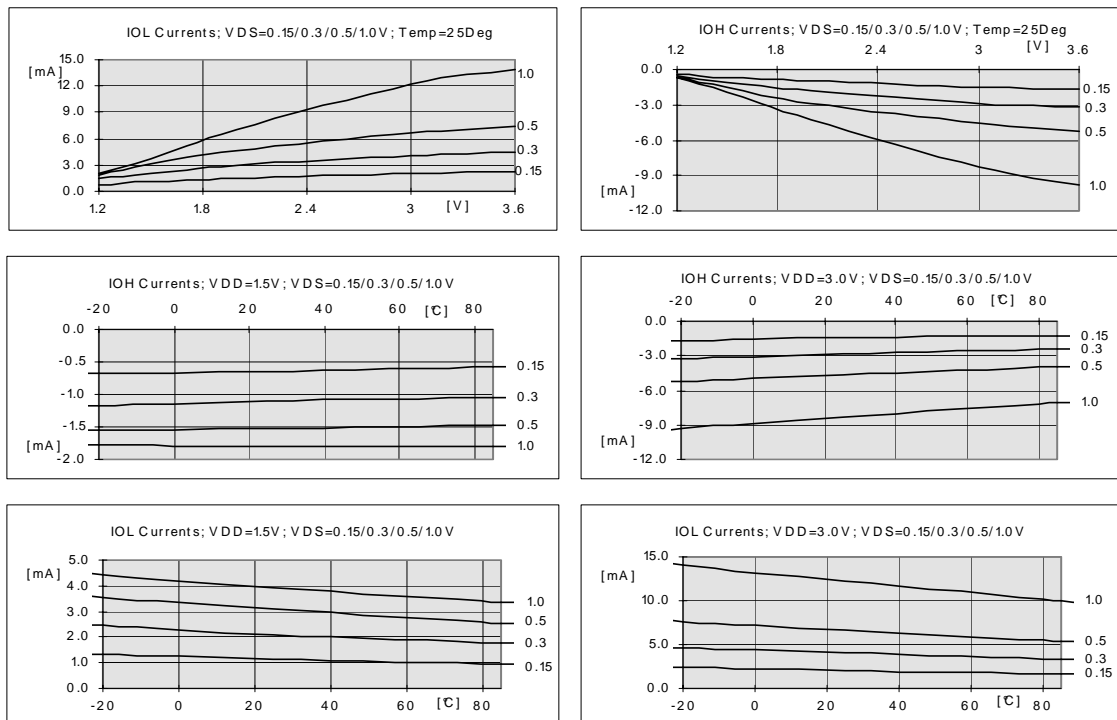 IOL Currents; VDS=0.15/0.3/0.5/1.0V; Temp=25Deg
[mA]
15.0
12.0
9.0
6.0
3.0
0.0
1.0
0.5
0.3
0.15
1.2 1.8 2.4 3 3.6
[V]
IOH Currents; VDS=0.15/0.3/0.5/1.0V; Temp=25Deg
[V]
1.2 1.8 2.4 3 3.6
0.0
-3.0
-6.0
-9.0
-12.0
[mA]
0.15
0.3
0.5
1.0
IOH Currents; VDD=1.5V; VDS=0.15/0.3/0.5/1.0V
-20 0 20 40 60 [℃] 80
0.0
-0.5
-1.0
-1.5
-2.0
[mA]
0.15
0.3
0.5
1.0
IOH Currents; VDD=3.0V; VDS=0.15/0.3/0.5/1.0V
-20 0 20 40 60 [℃] 80
0.0
-3.0
-6.0
-9.0
-12.0
[mA]
0.15
0.3
0.5
1.0
IOL Currents; VDD=1.5V; VDS=0.15/0.3/0.5/1.0V
[mA]
5.0
4.0
3.0
2.0
1.0
0.0
1.0
0.5
0.3
0.15
-20 0 20 40 60 [℃] 80
IOL Currents; VDD=3.0V; VDS=0.15/0.3/0.5/1.0V
[mA]
15.0
10.0
5.0
0.0
1.0
0.5
0.3
0.15
-20 0 20 40 60 [℃] 80